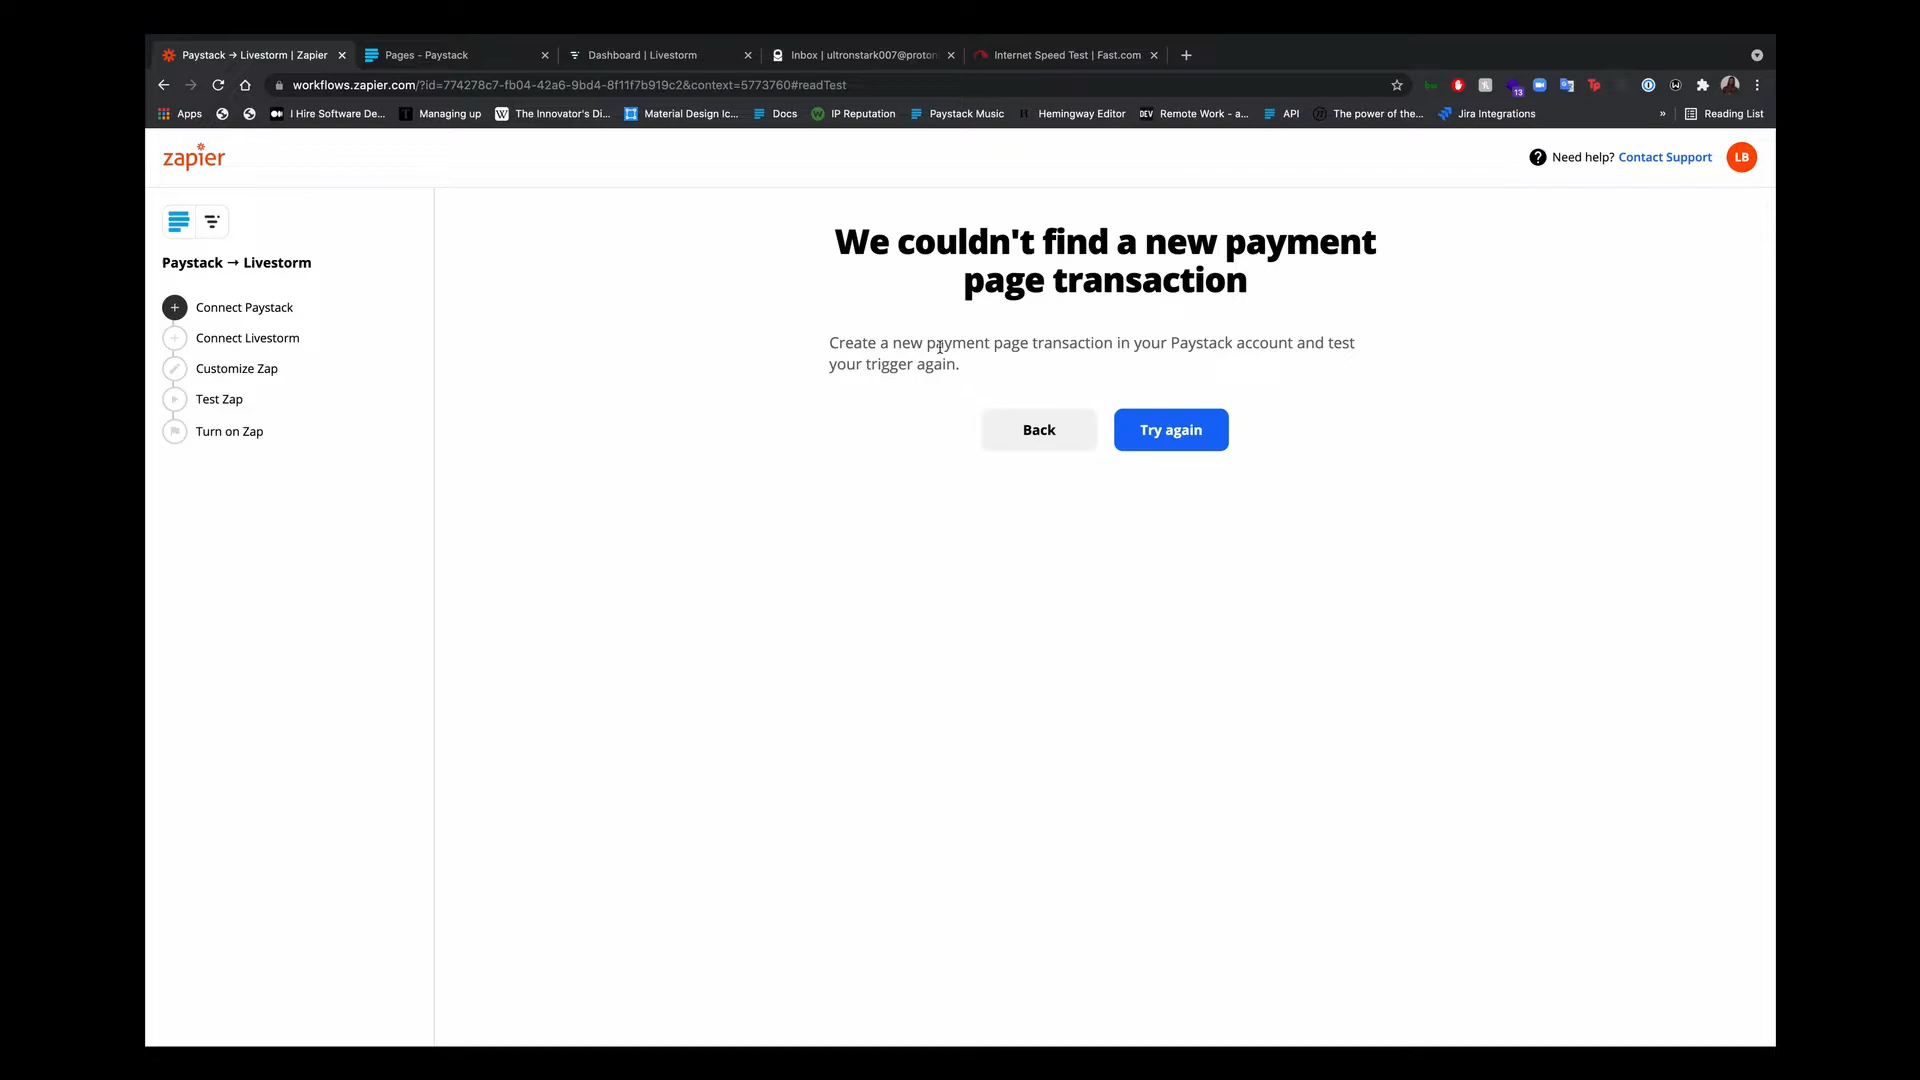 Paystack → Livestorm | Zapier
Pages - Paystack
Dashboard | Livestorm
Inbox | ultronstark007@proton
Internet Speed Test | Fast.com
workflows.zapier.com/?id=774278c7-fb04-42a6-9bd4-8f11f7b919c2&context=5773760#readTest
13
Tp
Apps
I Hire Software De...
Managing up
The Innovator's Di...
Material Design Ic...
Docs
IP Reputation
Paystack Music
Hemingway Editor
DEV Remote Work - a...
API
The power of the...
Jira Integrations
»
Reading List
zapier
Need help? Contact Support
LB
Paystack → Livestorm
Connect Paystack
Connect Livestorm
Customize Zap
Test Zap
Turn on Zap
We couldn't find a new payment
page transaction
Create a new payment page transaction in your Paystack account and test
your trigger again.
Back
Try again